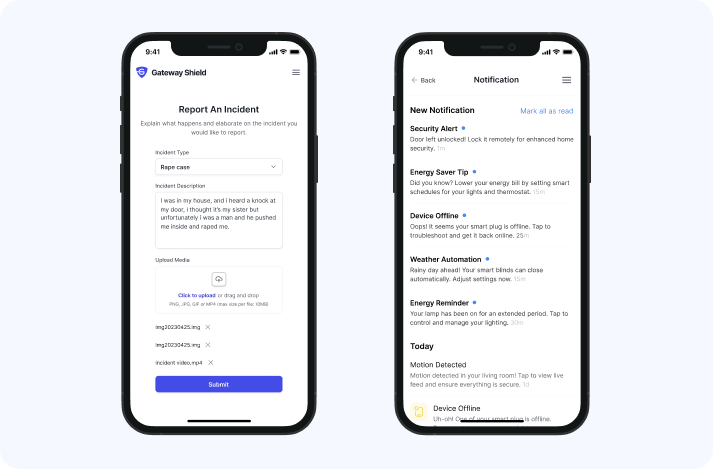 9:41
Gateway Shield
Report An Incident
Explain what happens and elaborate on the incident you
would like to report.
Incident Type
Rape case
Incident Description
I was in my house, and i heard a knock at
my door, i thought it's my sister but
unfortunately i was a man and he pushed
me inside and raped me.
Upload Media
Click to upload or drag and drop
PNG, JPG, GIF or MP4 (max size per file: 10MB)
img20230425.img
img20230425.img
incident video.mp4
Submit
9:41
Back
Notification
New Notification
Mark all as read
Security Alert
Door left unlocked! Lock it remotely for enhanced home
security. 1m
Energy Saver Tip
Did you know? Lower your energy bill by setting smart
schedules for your lights and thermostat. 15m
Device Offline
Oops! It seems your smart plug is offline. Tap to
troubleshoot and get it back online. 25m
Weather Automation
Rainy day ahead! Your smart blinds can close
automatically. Adjust settings now. 15m
Energy Reminder
Your lamp has been on for an extended period. Tap to
control and manage your lighting. 30m
Today
Motion Detected
Motion detected in your living room! Tap to view live
feed and ensure everything is secure. 1d
Device Offline
Uh-oh! One of your smart plug is offline.